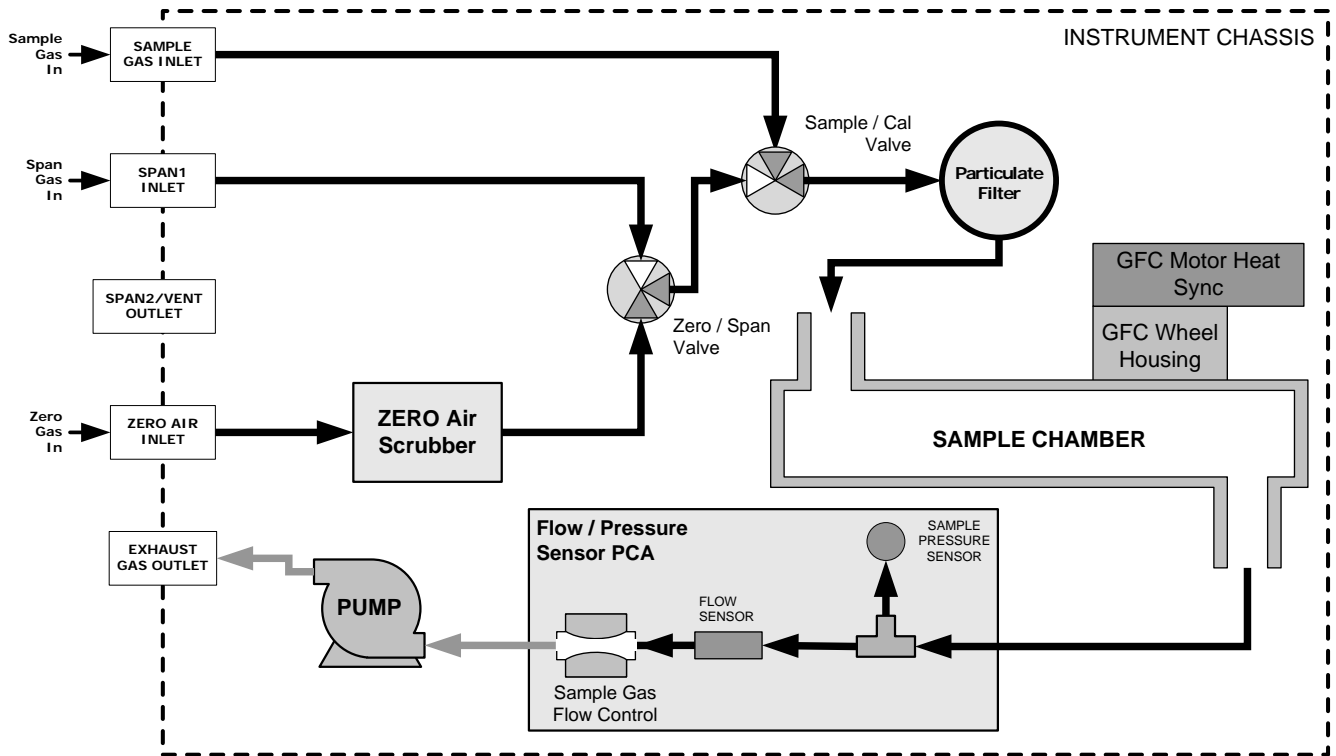 INSTRUMENT CHASSIS
Sample
Gas
In
SAMPLE
GAS INLET
Sample / Cal
Valve
Particulate
Filter
Span
Gas
In
SPAN1
INLET
GFC Motor Heat
Sync
SPAN2/VENT
OUTLET
Zero / Span
Valve
GFC Wheel
Housing
Zero
Gas
In
ZERO AIR
INLET
ZERO Air
Scrubber
SAMPLE CHAMBER
Flow / Pressure
Sensor PCA
SAMPLE
PRESSURE
SENSOR
EXHAUST
GAS OUTLET
PUMP
FLOW
SENSOR
Sample Gas
Flow Control